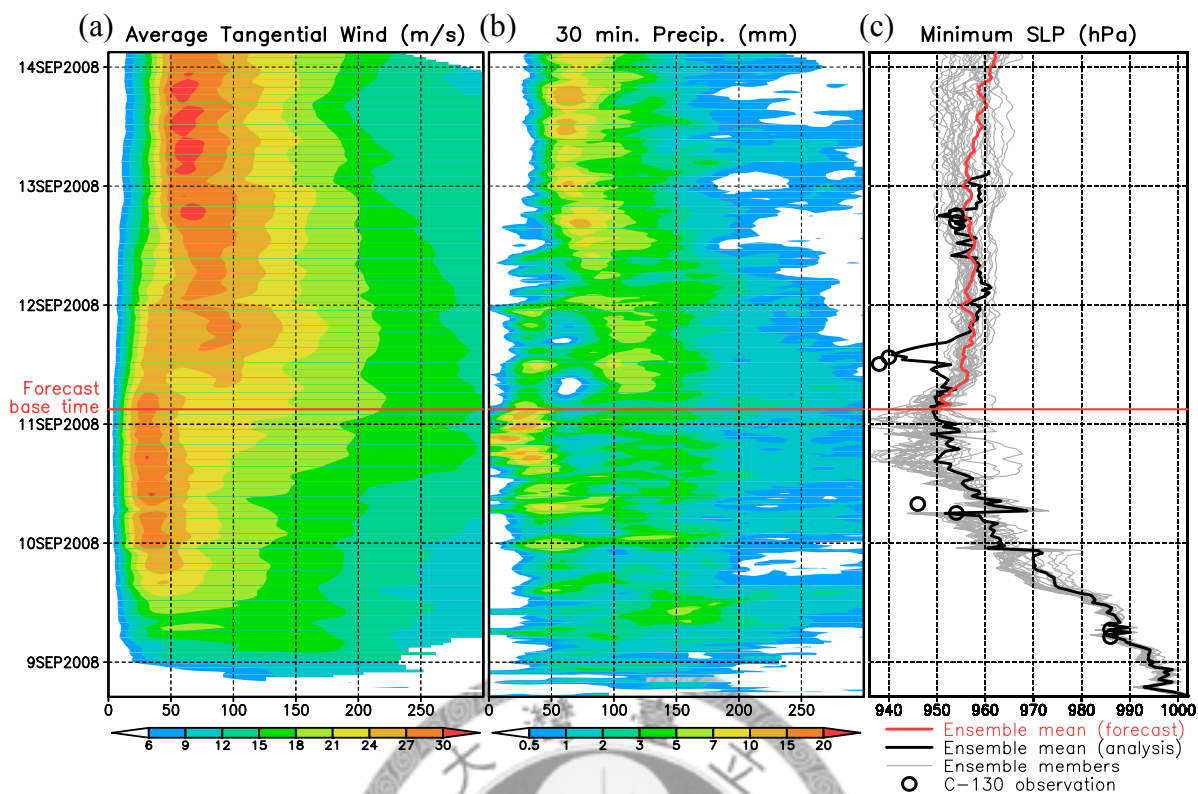 (a) Average Tangential Wind (m/s)
(b) 30 min. Precip. (mm)
(c) Minimum SLP (hPa)
14SEP2008
13SEP2008
12SEP2008
Forecast
base time
11SEP2008
10SEP2008
9SEP2008
0 50 100 150 200 250
0 50 100 150 200 250
940 950 960 970 980 990 1000
6 9 12 15 18 21 24 27 30
0.5 1 2 3 5 7 10 15 20
Ensemble mean (forecast)
Ensemble mean (analysis)
Ensemble members
C-130 observation
大
立